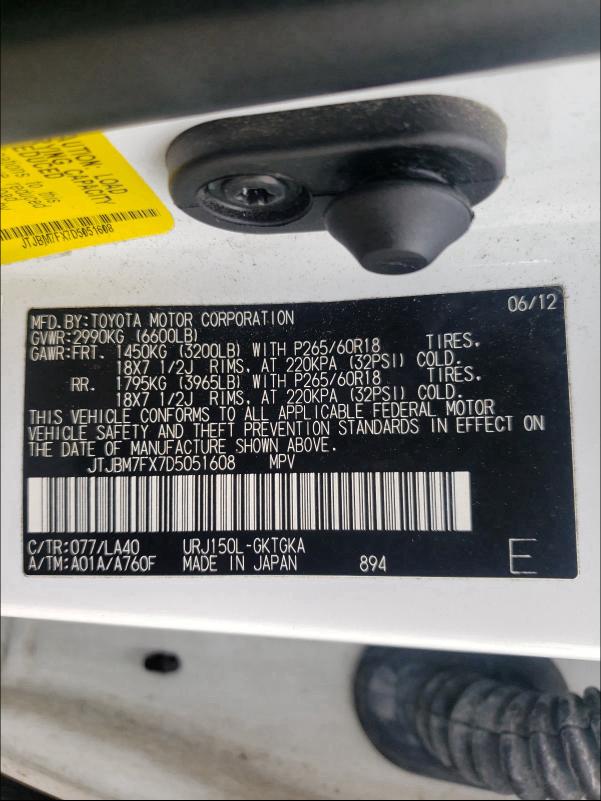 LOAD
CAPACITY
REDUCED
JTJBM7FX7D5051608
06/12
MFD.BY:TOYOTA MOTOR CORPORATION
GVWR:2990KG (6600LB)
GAWR:FRT. 1450KG (3200LB) WITH P265/60R18 TIRES.
18X7 1/2J RIMS, AT 220KPA (32PSI) COLD.
RR. 1795KG (3965LB) WITH P265/60R18 TIRES.
18X7 1/2J RIMS, AT 220KPA (32PSI) COLD.
THIS VEHICLE CONFORMS TO ALL APPLICABLE FEDERAL MOTOR
VEHICLE SAFETY AND THEFT PREVENTION STANDARDS IN EFFECT ON
THE DATE OF MANUFACTURE SHOWN ABOVE.
JTJBM7FX7D5051608 MPV
C/TR:077/LA40 URJ150L-GKTGKA
A/TM:A01A/A760F MADE IN JAPAN 894 E